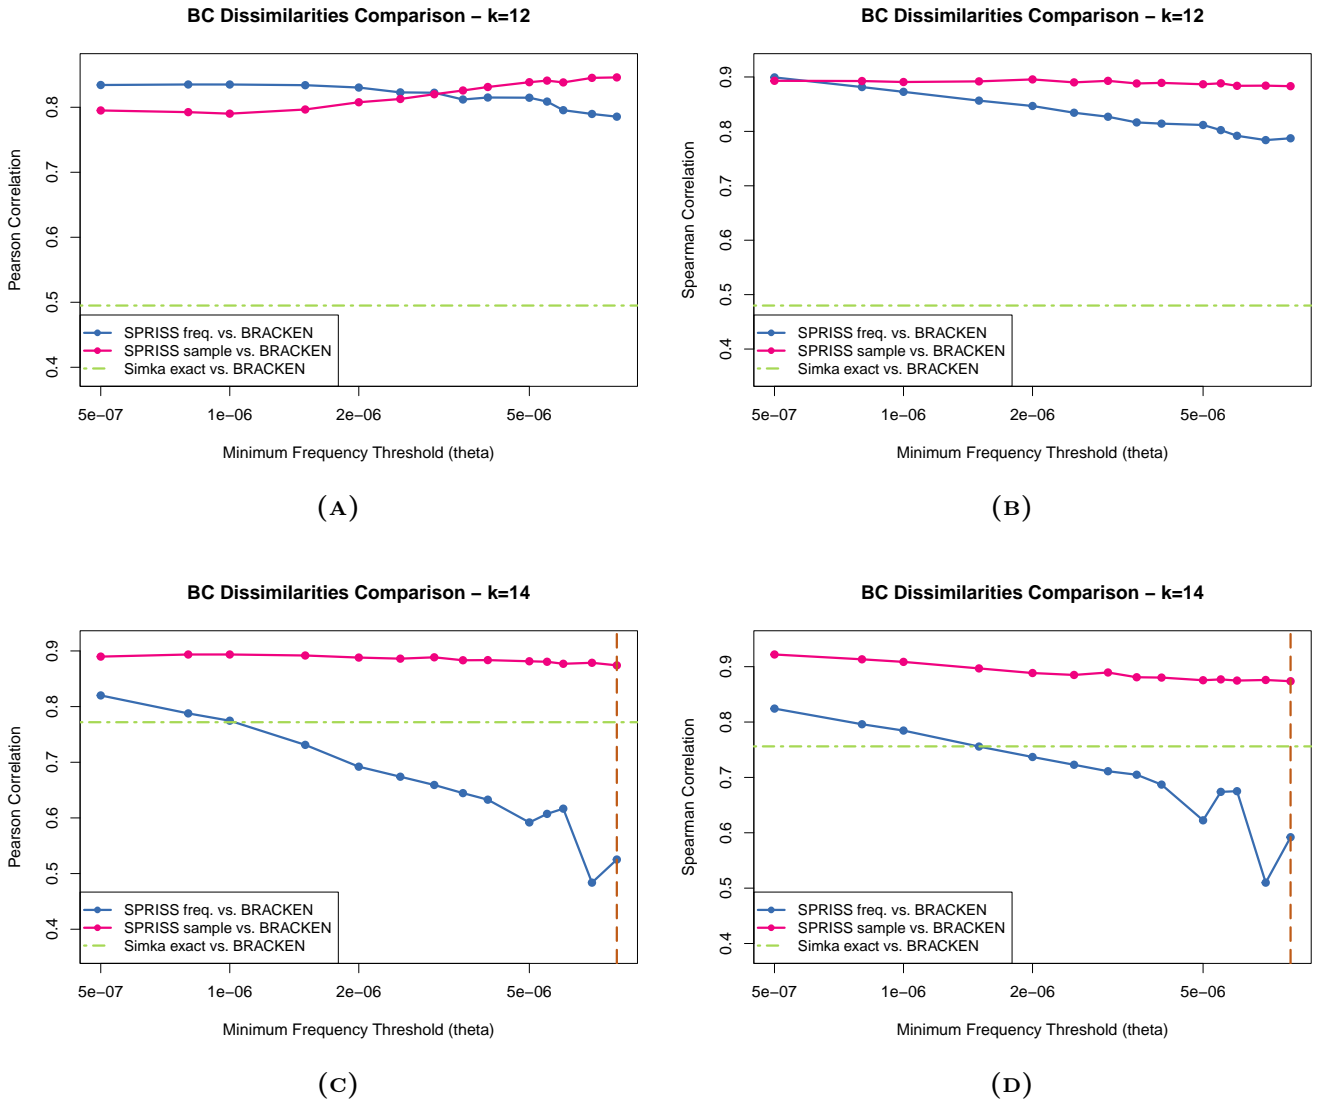 BC Dissimilarities Comparison – k=12
Pearson Correlation
0.4 0.5 0.6 0.7 0.8
SPRISS freq. vs. BRACKEN
SPRISS sample vs. BRACKEN
Simka exact vs. BRACKEN
5e−07 1e−06 2e−06 5e−06
Minimum Frequency Threshold (theta)
(A)
BC Dissimilarities Comparison – k=12
Spearman Correlation
0.4 0.5 0.6 0.7 0.8 0.9
SPRISS freq. vs. BRACKEN
SPRISS sample vs. BRACKEN
Simka exact vs. BRACKEN
5e−07 1e−06 2e−06 5e−06
Minimum Frequency Threshold (theta)
(B)
BC Dissimilarities Comparison – k=14
Pearson Correlation
0.4 0.5 0.6 0.7 0.8 0.9
SPRISS freq. vs. BRACKEN
SPRISS sample vs. BRACKEN
Simka exact vs. BRACKEN
5e−07 1e−06 2e−06 5e−06
Minimum Frequency Threshold (theta)
(C)
BC Dissimilarities Comparison – k=14
Spearman Correlation
0.4 0.5 0.6 0.7 0.8 0.9
SPRISS freq. vs. BRACKEN
SPRISS sample vs. BRACKEN
Simka exact vs. BRACKEN
5e−07 1e−06 2e−06 5e−06
Minimum Frequency Threshold (theta)
(D)